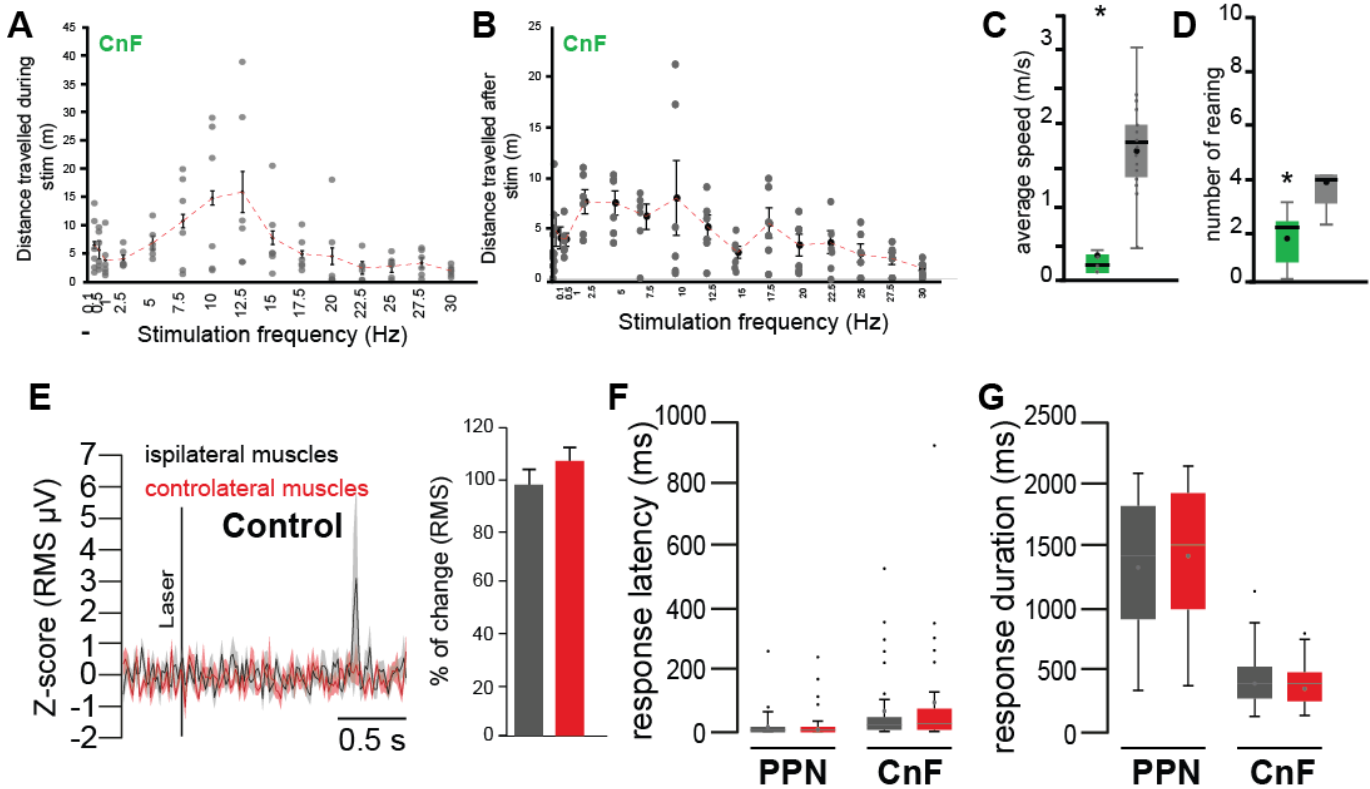 A
CnF
Distance travelled during
stim (m)
45
40
35
30
25
20
15
10
5
0
0.1
0.5
1
2.5
5
7.5
10
12.5
15
17.5
20
22.5
25
27.5
30
-
Stimulation frequency (Hz)
B
CnF
Distance travelled after
stim (m)
25
20
15
10
5
0
0.1
0.5
1
2.5
5
7.5
10
12.5
15
17.5
20
22.5
25
27.5
30
Stimulation frequency (Hz)
C
*
average speed (m/s)
3
2
1
0
D
number of rearing
10
8
6
4
2
0
*
E
Z-score (RMS µV)
7
6
5
4
3
2
1
0
-1
-2
ispilateral muscles
controlateral muscles
Control
Laser
0.5 s
% of change (RMS)
120
100
80
60
40
20
0
F
response latency (ms)
1000
800
600
400
200
0
PPN
CnF
G
response duration (ms)
2500
2000
1500
1000
500
0
PPN
CnF